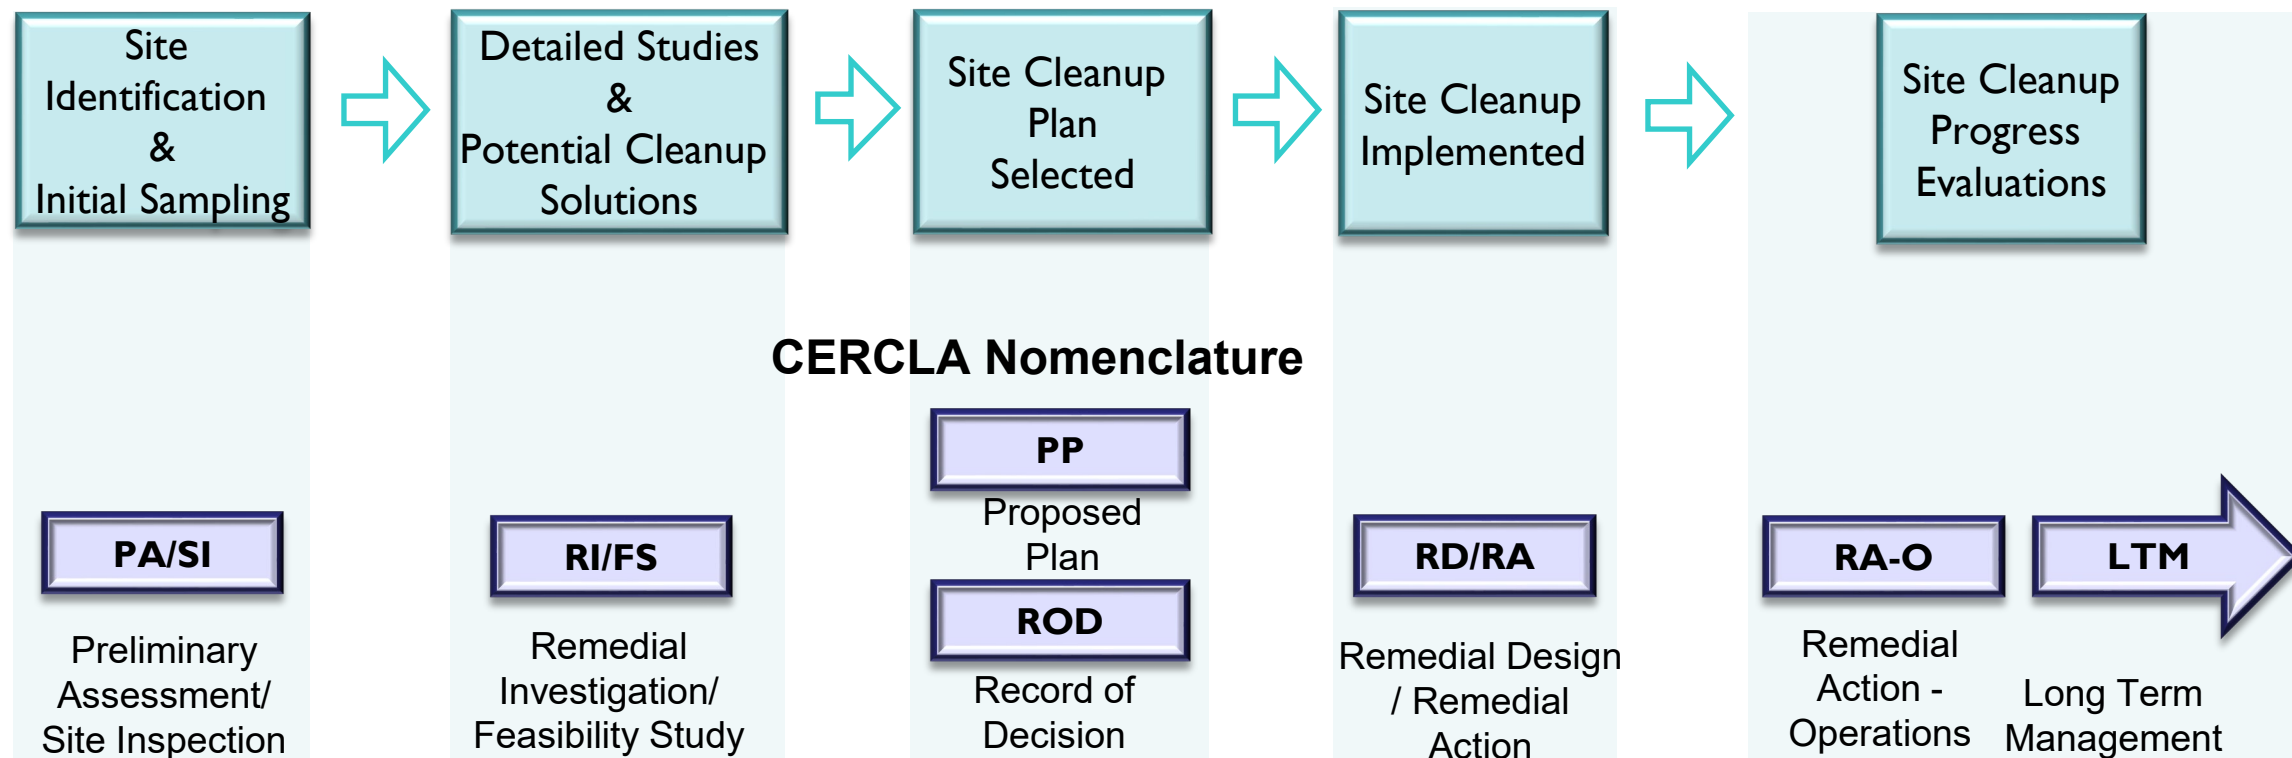 Site
Identification
&
Initial Sampling
Detailed Studies
&
Potential Cleanup
Solutions
Site Cleanup
Plan
Selected
Site Cleanup
Implemented
Site Cleanup
Progress
Evaluations
CERCLA Nomenclature
PA/SI
Preliminary
Assessment/
Site Inspection
RI/FS
Remedial
Investigation/
Feasibility Study
PP
Proposed
Plan
ROD
Record of
Decision
RD/RA
Remedial Design
/ Remedial
Action
RA-O
Remedial
Action -
Operations
LTM
Long Term
Management